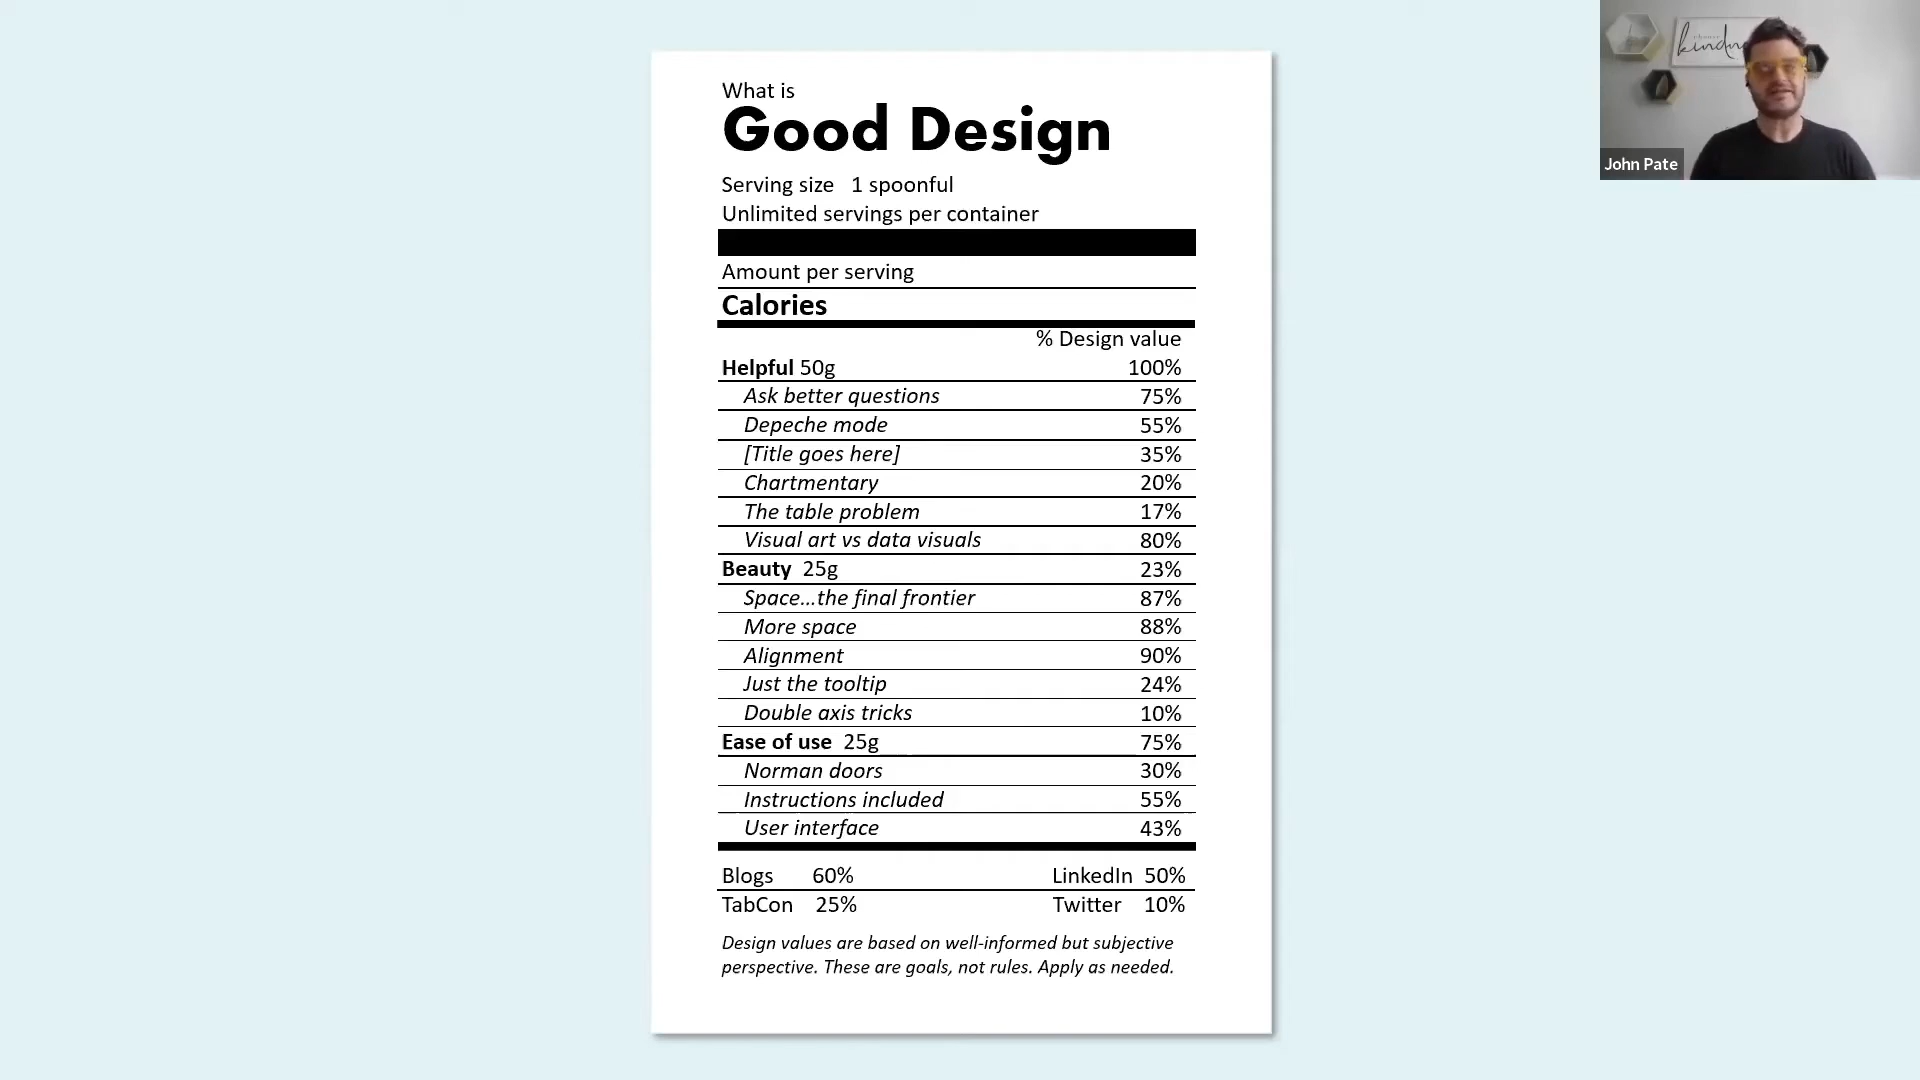 What is
Good Design
Serving size 1 spoonful
Unlimited servings per container
Amount per serving
Calories
% Design value
Helpful 50g 100%
Ask better questions 75%
Depeche mode 55%
[Title goes here] 35%
Chartmentary 20%
The table problem 17%
Visual art vs data visuals 80%
Beauty 25g 23%
Space...the final frontier 87%
More space 88%
Alignment 90%
Just the tooltip 24%
Double axis tricks 10%
Ease of use 25g 75%
Norman doors 30%
Instructions included 55%
User interface 43%
Blogs 60% LinkedIn 50%
TabCon 25% Twitter 10%
Design values are based on well-informed but subjective
perspective. These are goals, not rules. Apply as needed.
John Pate